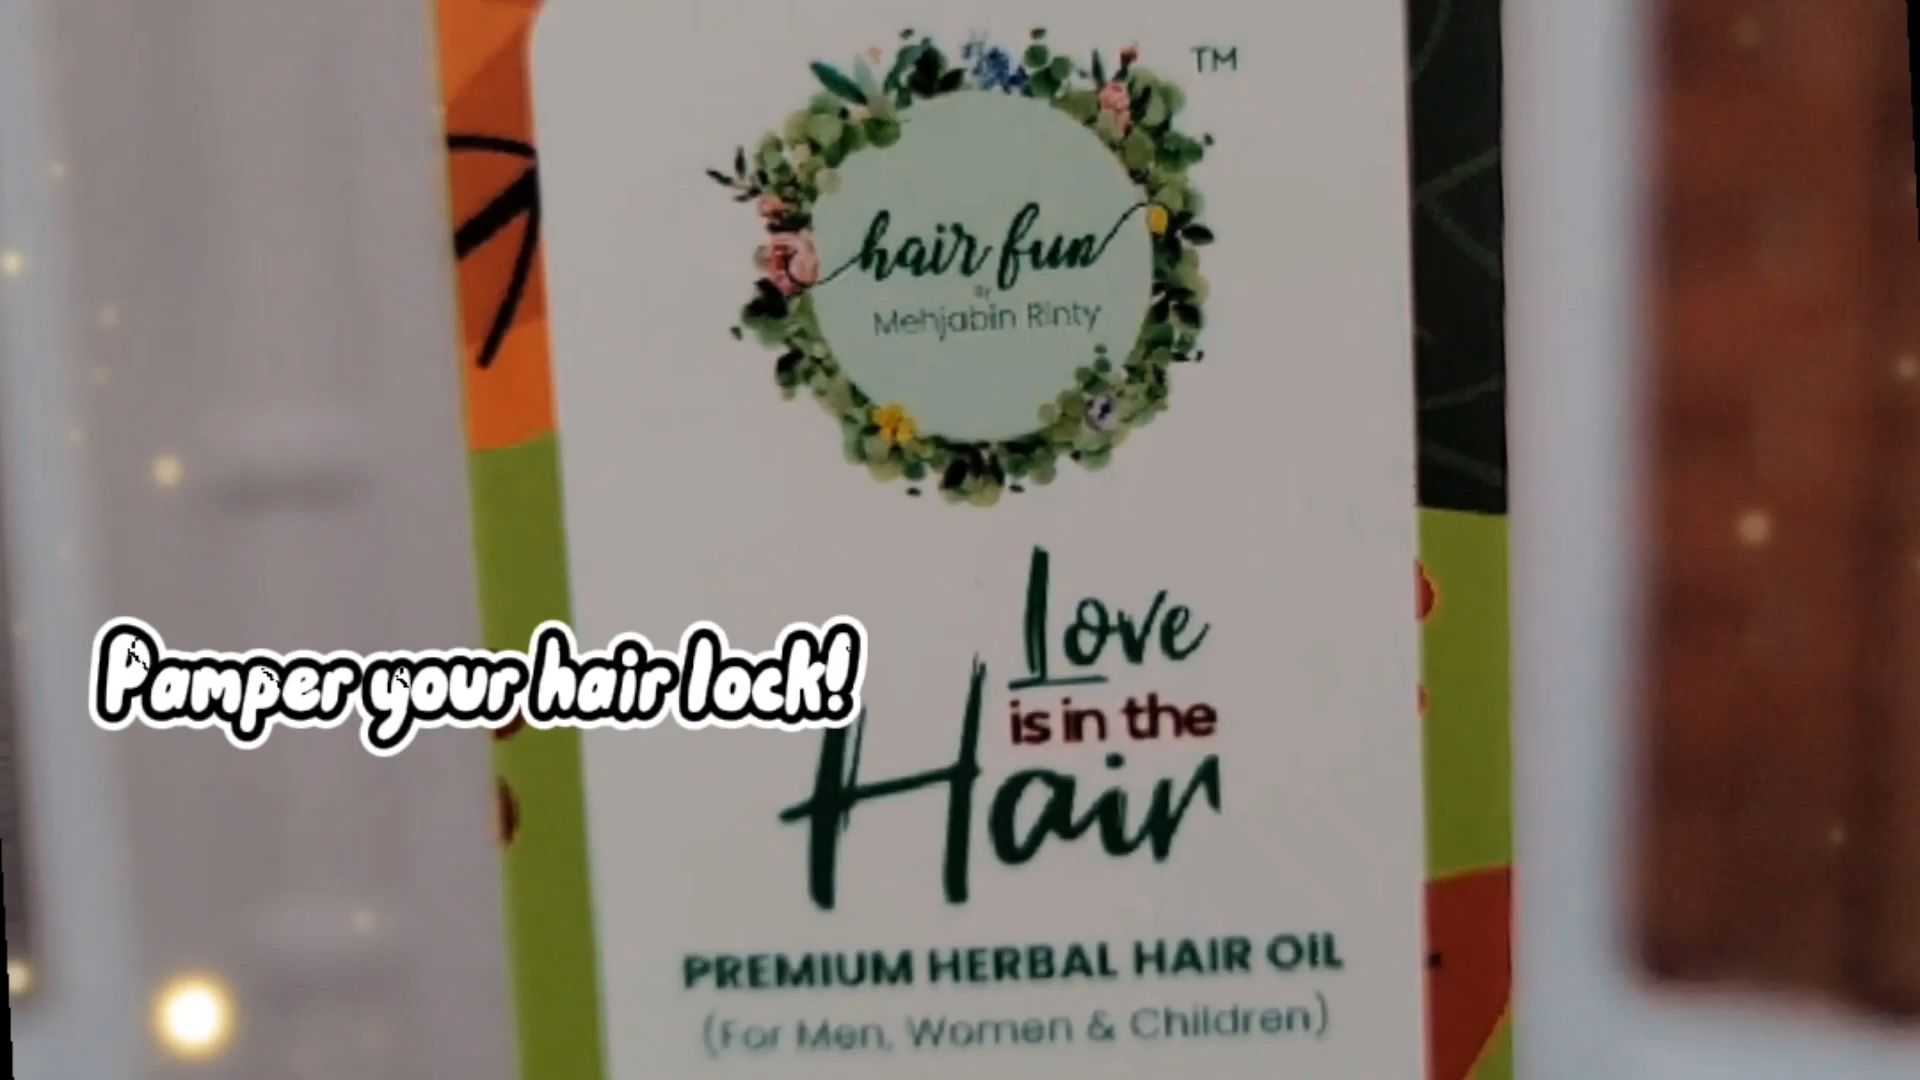 TM
hair fun
BY
Mehjabin Rinty
Love
is in the
Hair
Pamper your hair lock!
PREMIUM HERBAL HAIR OIL
(For Men, Women & Children)